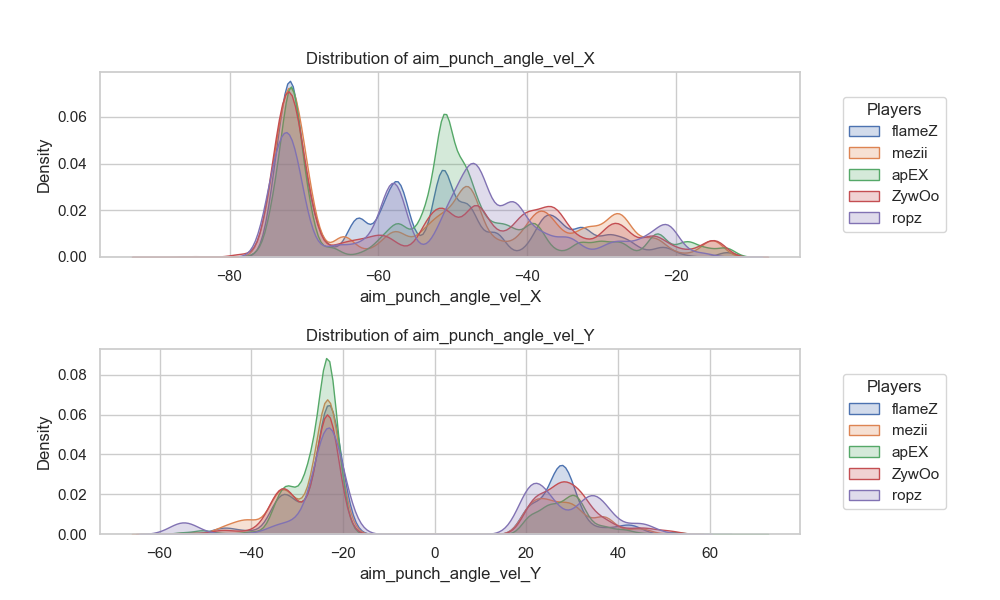 Distribution of aim_punch_angle_vel_X
Density
0.06
0.04
0.02
0.00
−80
−60
−40
−20
aim_punch_angle_vel_X
Players
flameZ
mezii
apEX
ZywOo
ropz
Distribution of aim_punch_angle_vel_Y
Density
0.08
0.06
0.04
0.02
0.00
−60
−40
−20
0
20
40
60
aim_punch_angle_vel_Y
Players
flameZ
mezii
apEX
ZywOo
ropz